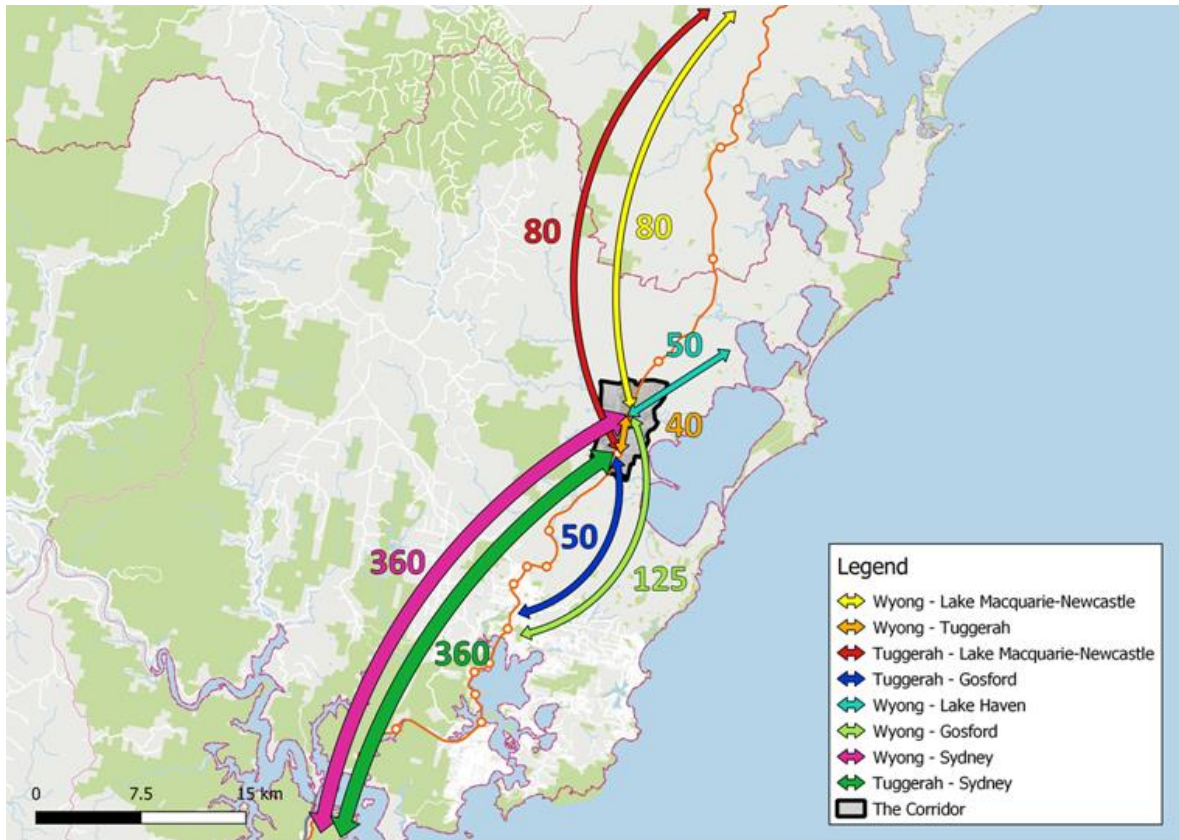 80
80
50
40
50
360
125
360
Legend
Wyong - Lake Macquarie-Newcastle
Wyong - Tuggerah
Tuggerah - Lake Macquarie-Newcastle
Tuggerah - Gosford
Wyong - Lake Haven
Wyong - Gosford
Wyong - Sydney
Tuggerah - Sydney
The Corridor
0 7.5 15 km